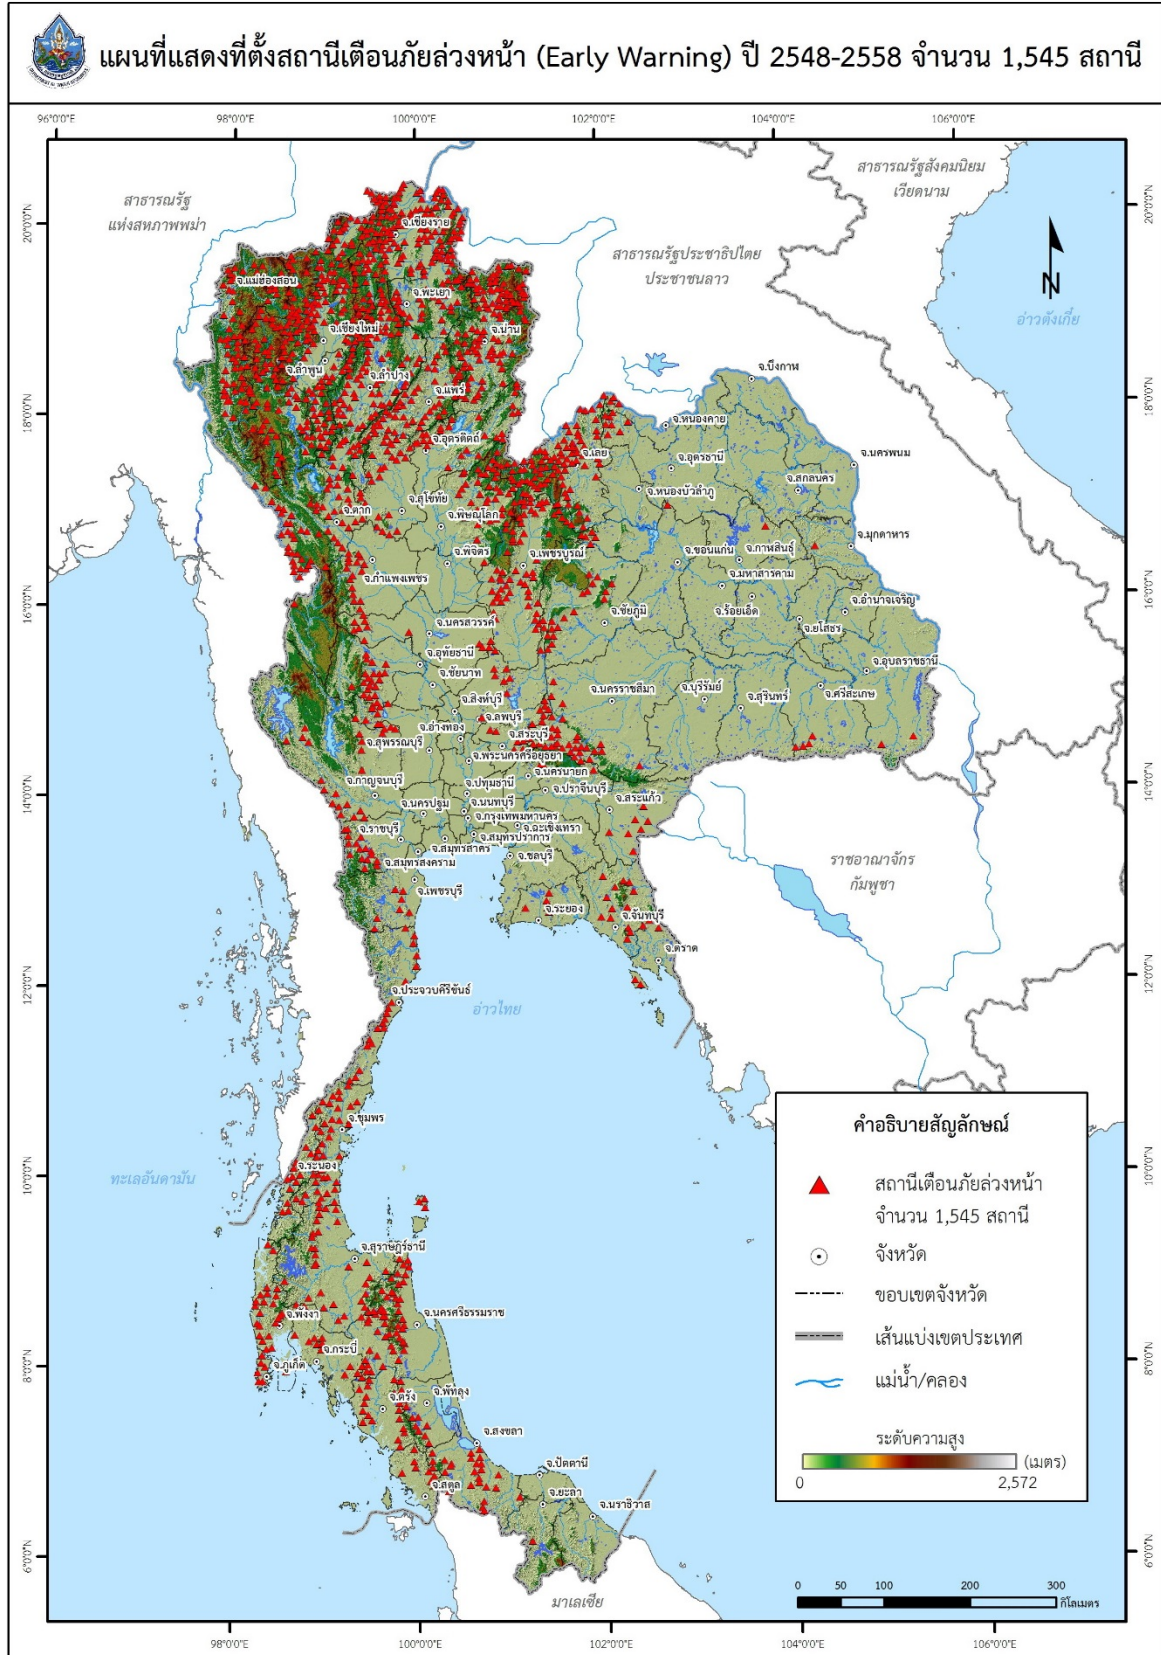 แผนที่แสดงที่ตั้งสถานีเตือนภัยล่วงหน้า (Early Warning) ปี 2548-2558 จำนวน 1,545 สถานี
96°0'0"E 98°0'0"E 100°0'0"E 102°0'0"E 104°0'0"E 106°0'0"E
สาธารณรัฐสังคมนิยม
เวียดนาม
สาธารณรัฐ
แห่งสหภาพพม่า
20°0'0"N
20°0'0"N
จ.เชียงราย
สาธารณรัฐประชาธิปไตย
ประชาชนลาว
N
จ.แม่ฮ่องสอน
จ.พะเยา
อ่าวตังเกี๋ย
จ.เชียงใหม่
จ.น่าน
จ.ลำพูน
จ.ลำปาง
จ.บึงกาฬ
จ.แพร่
18°0'0"N
18°0'0"N
จ.หนองคาย
จ.อุตรดิตถ์
จ.เลย
จ.อุดรธานี
จ.นครพนม
จ.หนองบัวลำภู
จ.สกลนคร
จ.สุโขทัย
จ.ตาก
จ.พิษณุโลก
จ.มุกดาหาร
จ.พิจิตร
จ.เพชรบูรณ์
จ.ขอนแก่น
จ.กาฬสินธุ์
จ.กำแพงเพชร
จ.มหาสารคาม
16°0'0"N
16°0'0"N
จ.ร้อยเอ็ด
จ.อำนาจเจริญ
จ.ชัยภูมิ
จ.ยโสธร
จ.นครสวรรค์
จ.อุทัยธานี
จ.อุบลราชธานี
จ.ชัยนาท
จ.นครราชสีมา
จ.บุรีรัมย์
จ.สุรินทร์
จ.ศรีสะเกษ
จ.สิงห์บุรี
จ.ลพบุรี
จ.อ่างทอง
จ.สระบุรี
จ.สุพรรณบุรี
จ.พระนครศรีอยุธยา
จ.นครนายก
จ.กาญจนบุรี
จ.ปทุมธานี
จ.ปราจีนบุรี
จ.สระแก้ว
14°0'0"N
14°0'0"N
จ.นครปฐม
จ.นนทบุรี
จ.กรุงเทพมหานคร
จ.ราชบุรี
จ.ฉะเชิงเทรา
จ.สมุทรปราการ
จ.สมุทรสาคร
จ.สมุทรสงคราม
จ.ชลบุรี
ราชอาณาจักร
กัมพูชา
จ.เพชรบุรี
จ.ระยอง
จ.จันทบุรี
จ.ตราด
12°0'0"N
12°0'0"N
จ.ประจวบคีรีขันธ์
อ่าวไทย
จ.ชุมพร
คำอธิบายสัญลักษณ์
จ.ระนอง
ทะเลอันดามัน
10°0'0"N
10°0'0"N
สถานีเตือนภัยล่วงหน้า
จำนวน 1,545 สถานี
จ.สุราษฎร์ธานี
จังหวัด
จ.พังงา
จ.นครศรีธรรมราช
ขอบเขตจังหวัด
จ.กระบี่
เส้นแบ่งเขตประเทศ
8°0'0"N
8°0'0"N
จ.ภูเก็ต
แม่น้ำ/คลอง
จ.ตรัง
จ.พัทลุง
จ.สงขลา
ระดับความสูง
(เมตร)
0 2,572
จ.ปัตตานี
จ.สตูล
จ.ยะลา
จ.นราธิวาส
6°0'0"N
6°0'0"N
มาเลเซีย
0 50 100 200 300
กิโลเมตร
98°0'0"E 100°0'0"E 102°0'0"E 104°0'0"E 106°0'0"E